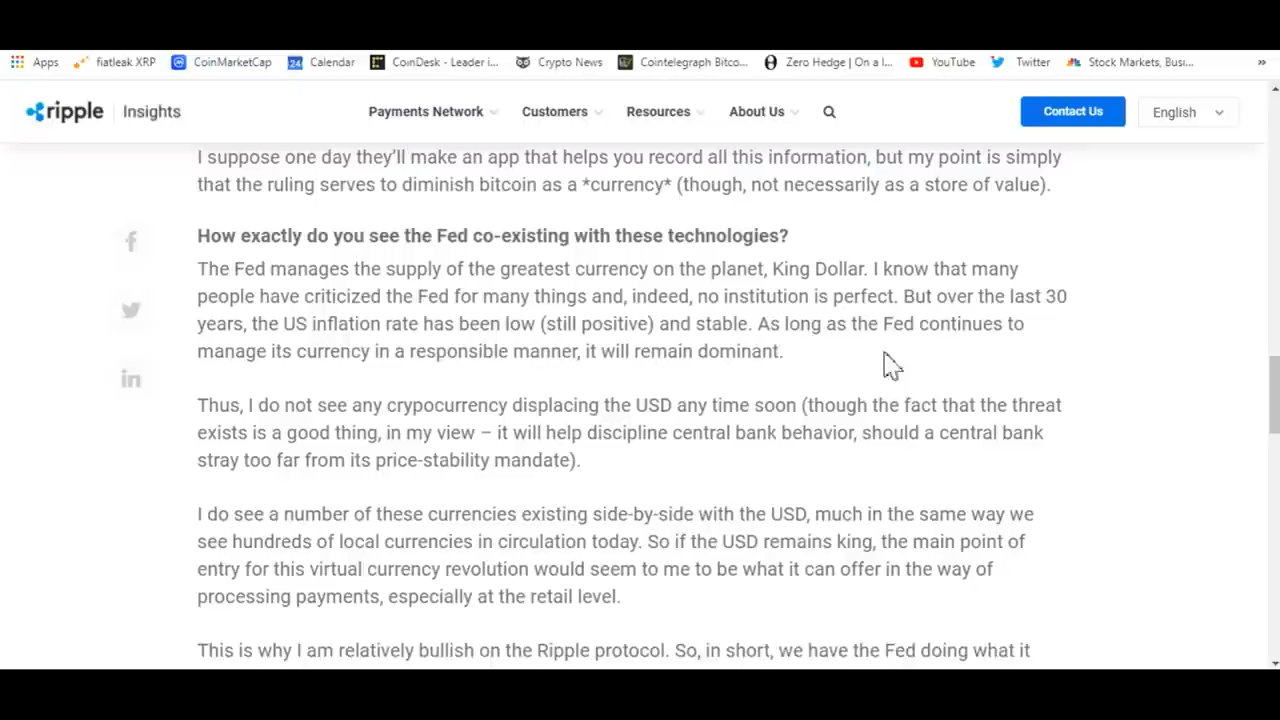 Apps fiatleak XRP CoinMarketCap 24 Calendar CoinDesk - Leader i... Crypto News Cointelegraph Bitco... Zero Hedge | On a l... YouTube Twitter Stock Markets, Busi... »
ripple Insights Payments Network Customers Resources About Us Contact Us English
I suppose one day they'll make an app that helps you record all this information, but my point is simply
that the ruling serves to diminish bitcoin as a *currency* (though, not necessarily as a store of value).
How exactly do you see the Fed co-existing with these technologies?
The Fed manages the supply of the greatest currency on the planet, King Dollar. I know that many
people have criticized the Fed for many things and, indeed, no institution is perfect. But over the last 30
years, the US inflation rate has been low (still positive) and stable. As long as the Fed continues to
manage its currency in a responsible manner, it will remain dominant.
Thus, I do not see any crypocurrency displacing the USD any time soon (though the fact that the threat
exists is a good thing, in my view – it will help discipline central bank behavior, should a central bank
stray too far from its price-stability mandate).
I do see a number of these currencies existing side-by-side with the USD, much in the same way we
see hundreds of local currencies in circulation today. So if the USD remains king, the main point of
entry for this virtual currency revolution would seem to me to be what it can offer in the way of
processing payments, especially at the retail level.
This is why I am relatively bullish on the Ripple protocol. So, in short, we have the Fed doing what it